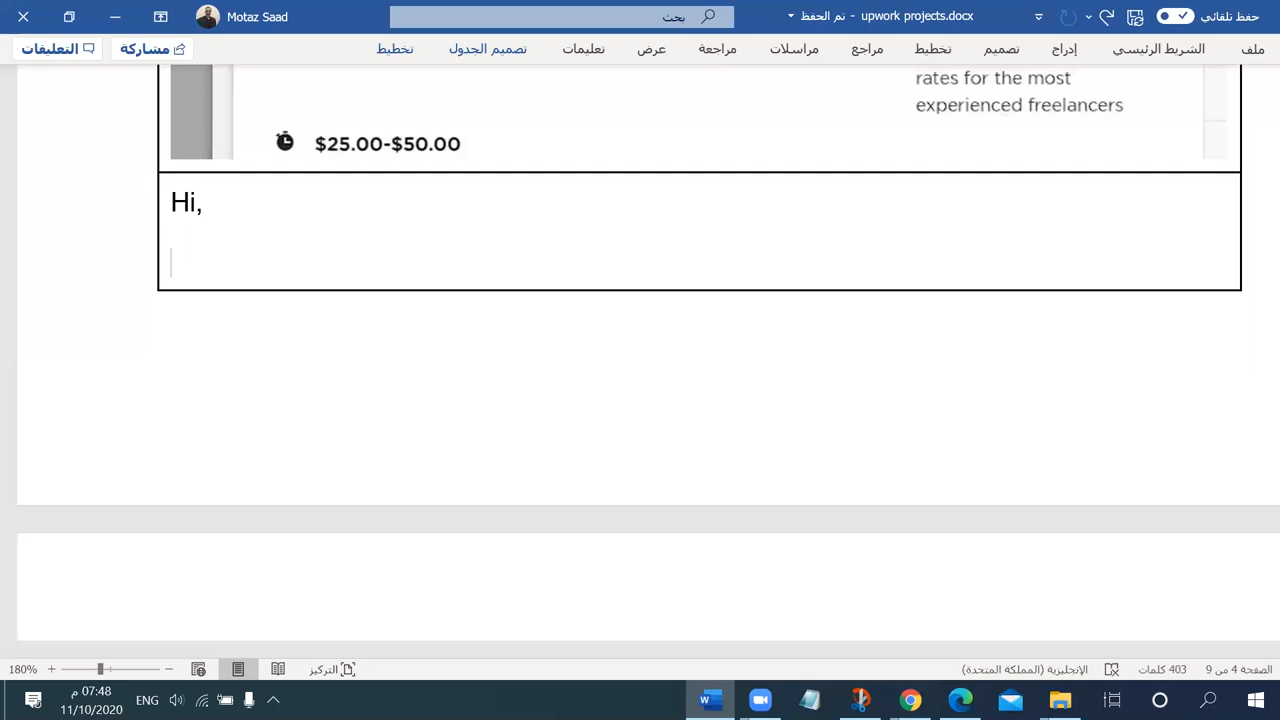 Motaz Saad
بحث
upwork projects.docx - تم الحفظ
حفظ تلقائي
ملف
الشريط الرئيسي
إدراج
تصميم
تخطيط
مراجع
مراسلات
مراجعة
عرض
تعليمات
تصميم الجدول
تخطيط
مشاركة
التعليقات
rates for the most
experienced freelancers
$25.00-$50.00
Hi,
الصفحة 4 من 9
403 كلمات
الإنجليزية (المملكة المتحدة)
التركيز
180%
07:48 م
11/10/2020
ENG